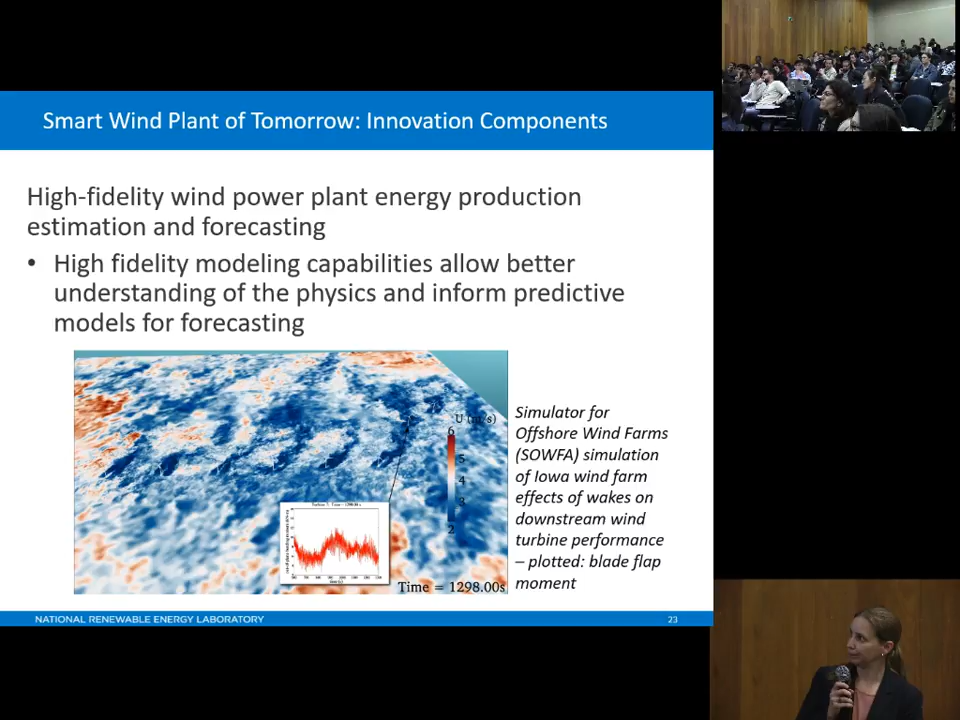 Smart Wind Plant of Tomorrow: Innovation Components
High-fidelity wind power plant energy production
estimation and forecasting
• High fidelity modeling capabilities allow better
understanding of the physics and inform predictive
models for forecasting
U (m/s)
6
5
4
3
2
Time = 1298.00s
Simulator for
Offshore Wind Farms
(SOWFA) simulation
of Iowa wind farm
effects of wakes on
downstream wind
turbine performance
– plotted: blade flap
moment
NATIONAL RENEWABLE ENERGY LABORATORY
23